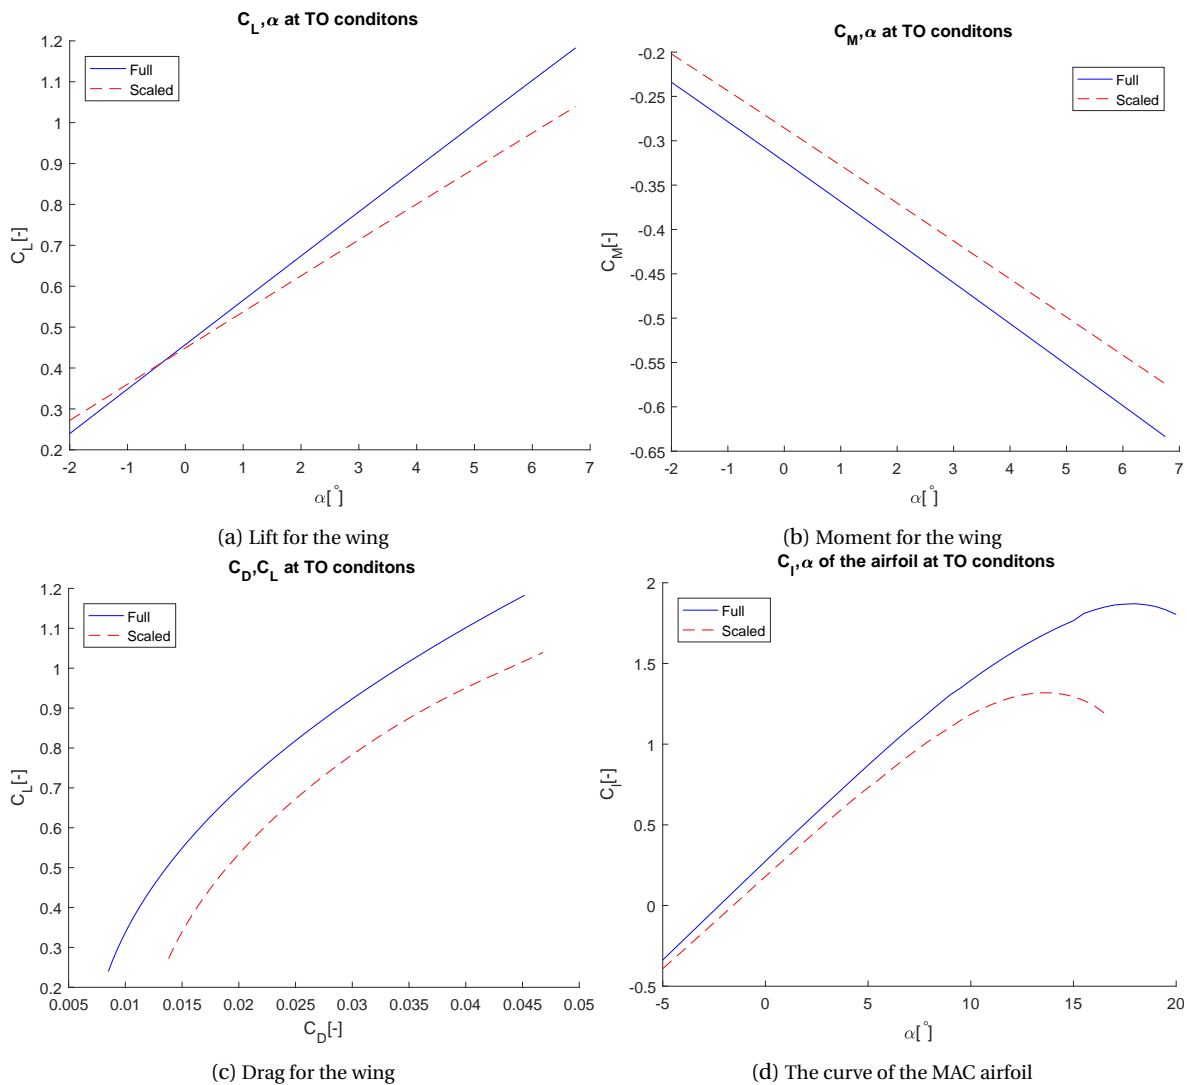 C_L,α at TO conditons
1.2
1.1
1
0.9
0.8
0.7
0.6
0.5
0.4
0.3
0.2
C_L[-]
Full
Scaled
-2 -1 0 1 2 3 4 5 6 7
α[°]
(a) Lift for the wing
C_M,α at TO conditons
-0.2
-0.25
-0.3
-0.35
-0.4
-0.45
-0.5
-0.55
-0.6
-0.65
C_M[-]
Full
Scaled
-2 -1 0 1 2 3 4 5 6 7
α[°]
(b) Moment for the wing
C_D,C_L at TO conditons
1.2
1.1
1
0.9
0.8
0.7
0.6
0.5
0.4
0.3
0.2
C_L[-]
Full
Scaled
0.005 0.01 0.015 0.02 0.025 0.03 0.035 0.04 0.045 0.05
C_D[-]
(c) Drag for the wing
C_l,α of the airfoil at TO conditons
2
1.5
1
0.5
0
-0.5
C_l[-]
Full
Scaled
-5 0 5 10 15 20
α[°]
(d) The curve of the MAC airfoil